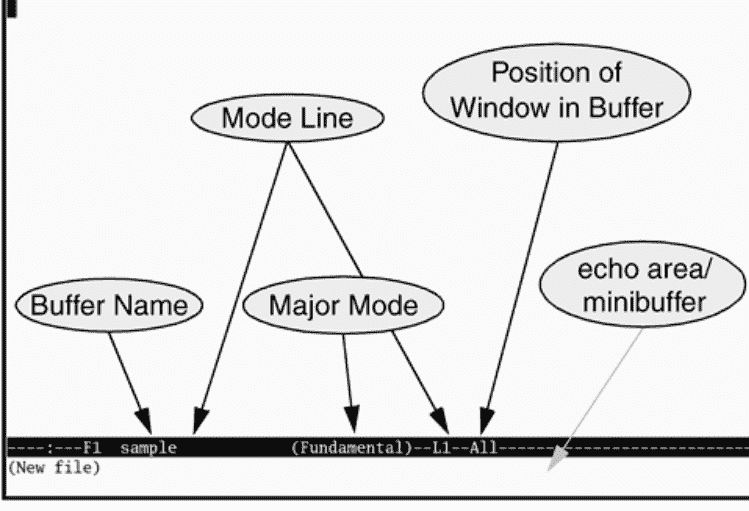 Position of
Window in Buffer
Mode Line
echo area/
minibuffer
Buffer Name
Major Mode
----:---F1  sample            (Fundamental)--L1--All----------------------------
(New file)